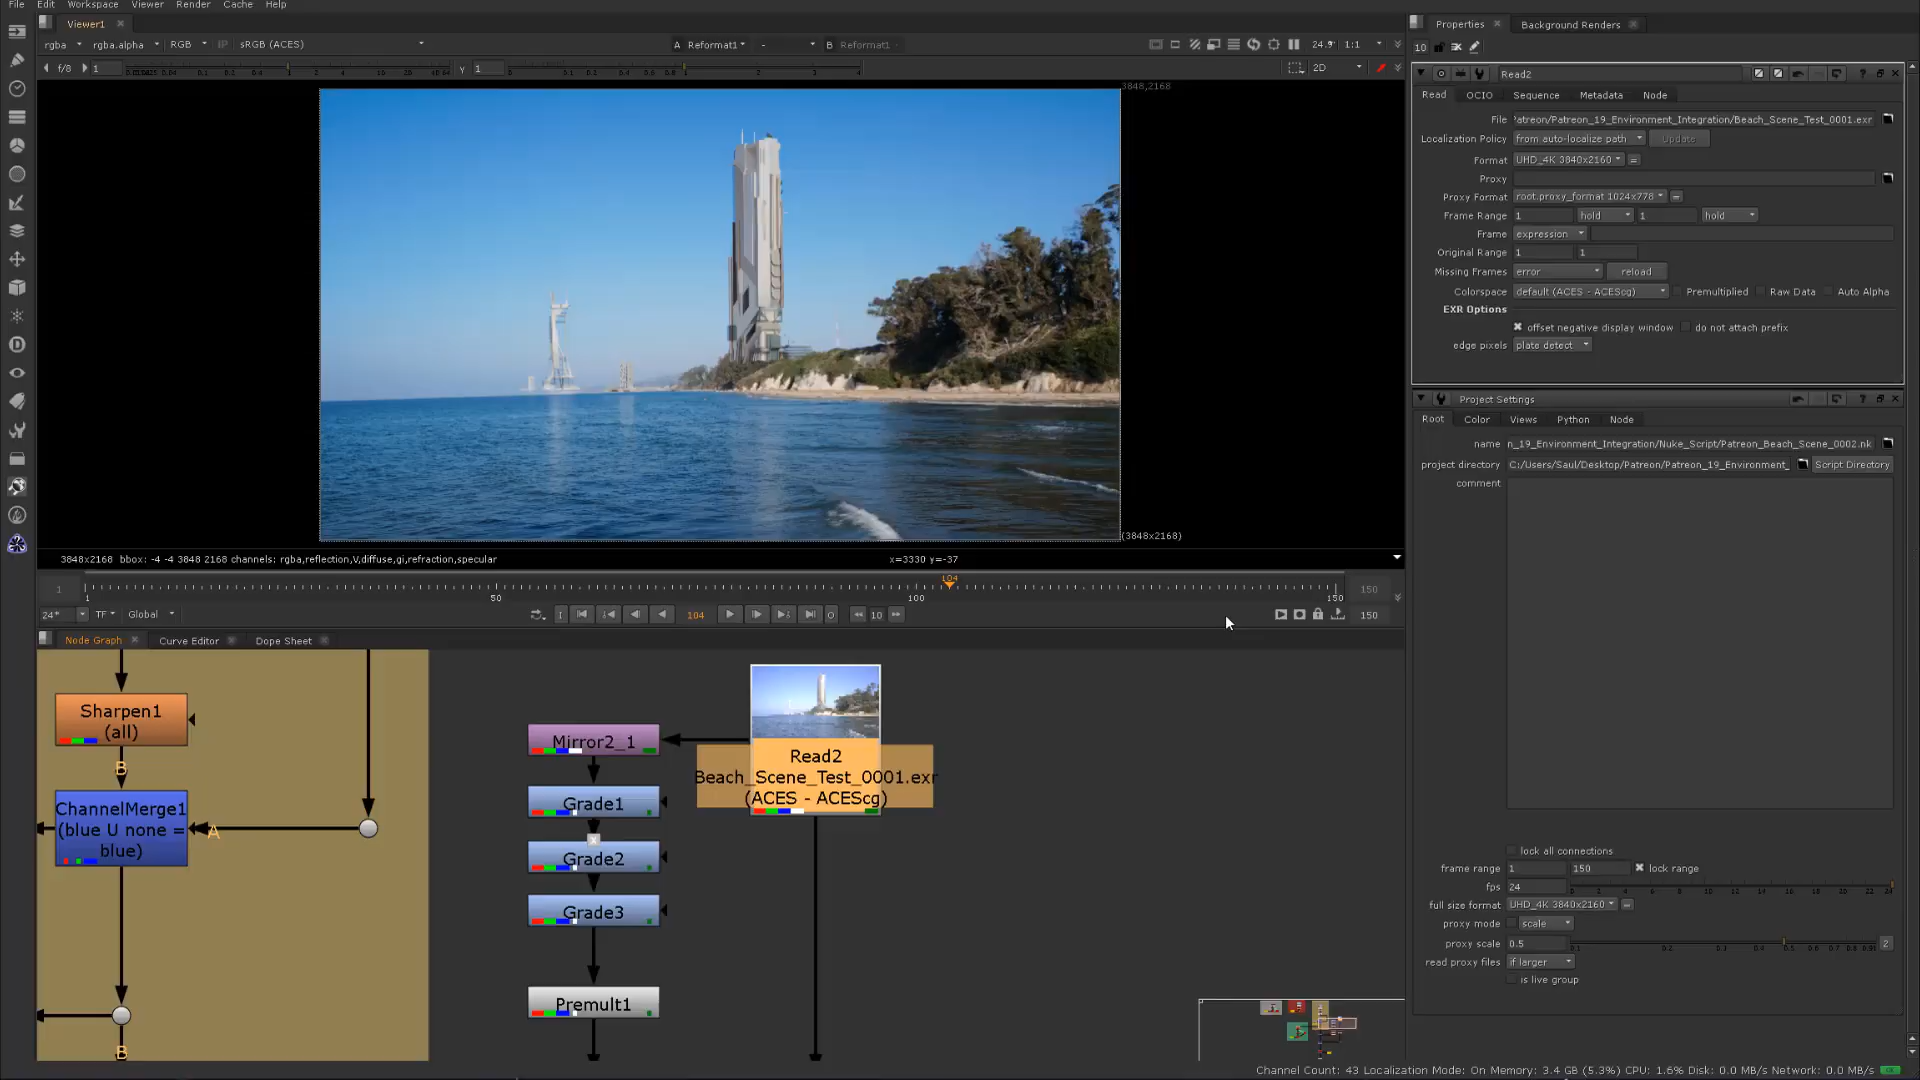 File Edit Workspace Viewer Render Cache Help
Viewer1
rgba rgba.alpha RGB IP sRGB (ACES) A Reformat1 - B Reformat1 24.9* 1:1
f/8 1 Y 1 2D
3848,2168
(3848x2168)
3848x2168 bbox: -4 -4 3848 2168 channels: rgba,reflection,V,diffuse,gi,refraction,specular x=3330 y=-37
1 1 50 100 104 150 150
24* TF Global 104 10 150
Node Graph Curve Editor Dope Sheet
Sharpen1
(all)
B
ChannelMerge1
(blue U none =
blue)
A
B
Mirror2_1
Grade1
Grade2
Grade3
Premult1
Read2
Beach_Scene_Test_0001.exr
(ACES - ACEScg)
Properties Background Renders
10
Read2
Read OCIO Sequence Metadata Node
File Patreon/Patreon_19_Environment_Integration/Beach_Scene_Test_0001.exr
Localization Policy from auto-localize path Update
Format UHD_4K 3840x2160 =
Proxy
Proxy Format root.proxy_format 1024x778 =
Frame Range 1 hold 1 hold
Frame expression
Original Range 1 1
Missing Frames error reload
Colorspace default (ACES - ACEScg) Premultiplied Raw Data Auto Alpha
EXR Options
offset negative display window do not attach prefix
edge pixels plate detect
Project Settings
Root Color Views Python Node
name n_19_Environment_Integration/Nuke_Script/Patreon_Beach_Scene_0002.nk
project directory C:/Users/Saul/Desktop/Patreon/Patreon_19_Environment_ Script Directory
comment
lock all connections
frame range 1 150 lock range
fps 24
full size format UHD_4K 3840x2160 =
proxy mode scale
proxy scale 0.5 2
read proxy files if larger
is live group
Channel Count: 43 Localization Mode: On Memory: 3.4 GB (5.3%) CPU: 1.6% Disk: 0.0 MB/s Network: 0.0 MB/s